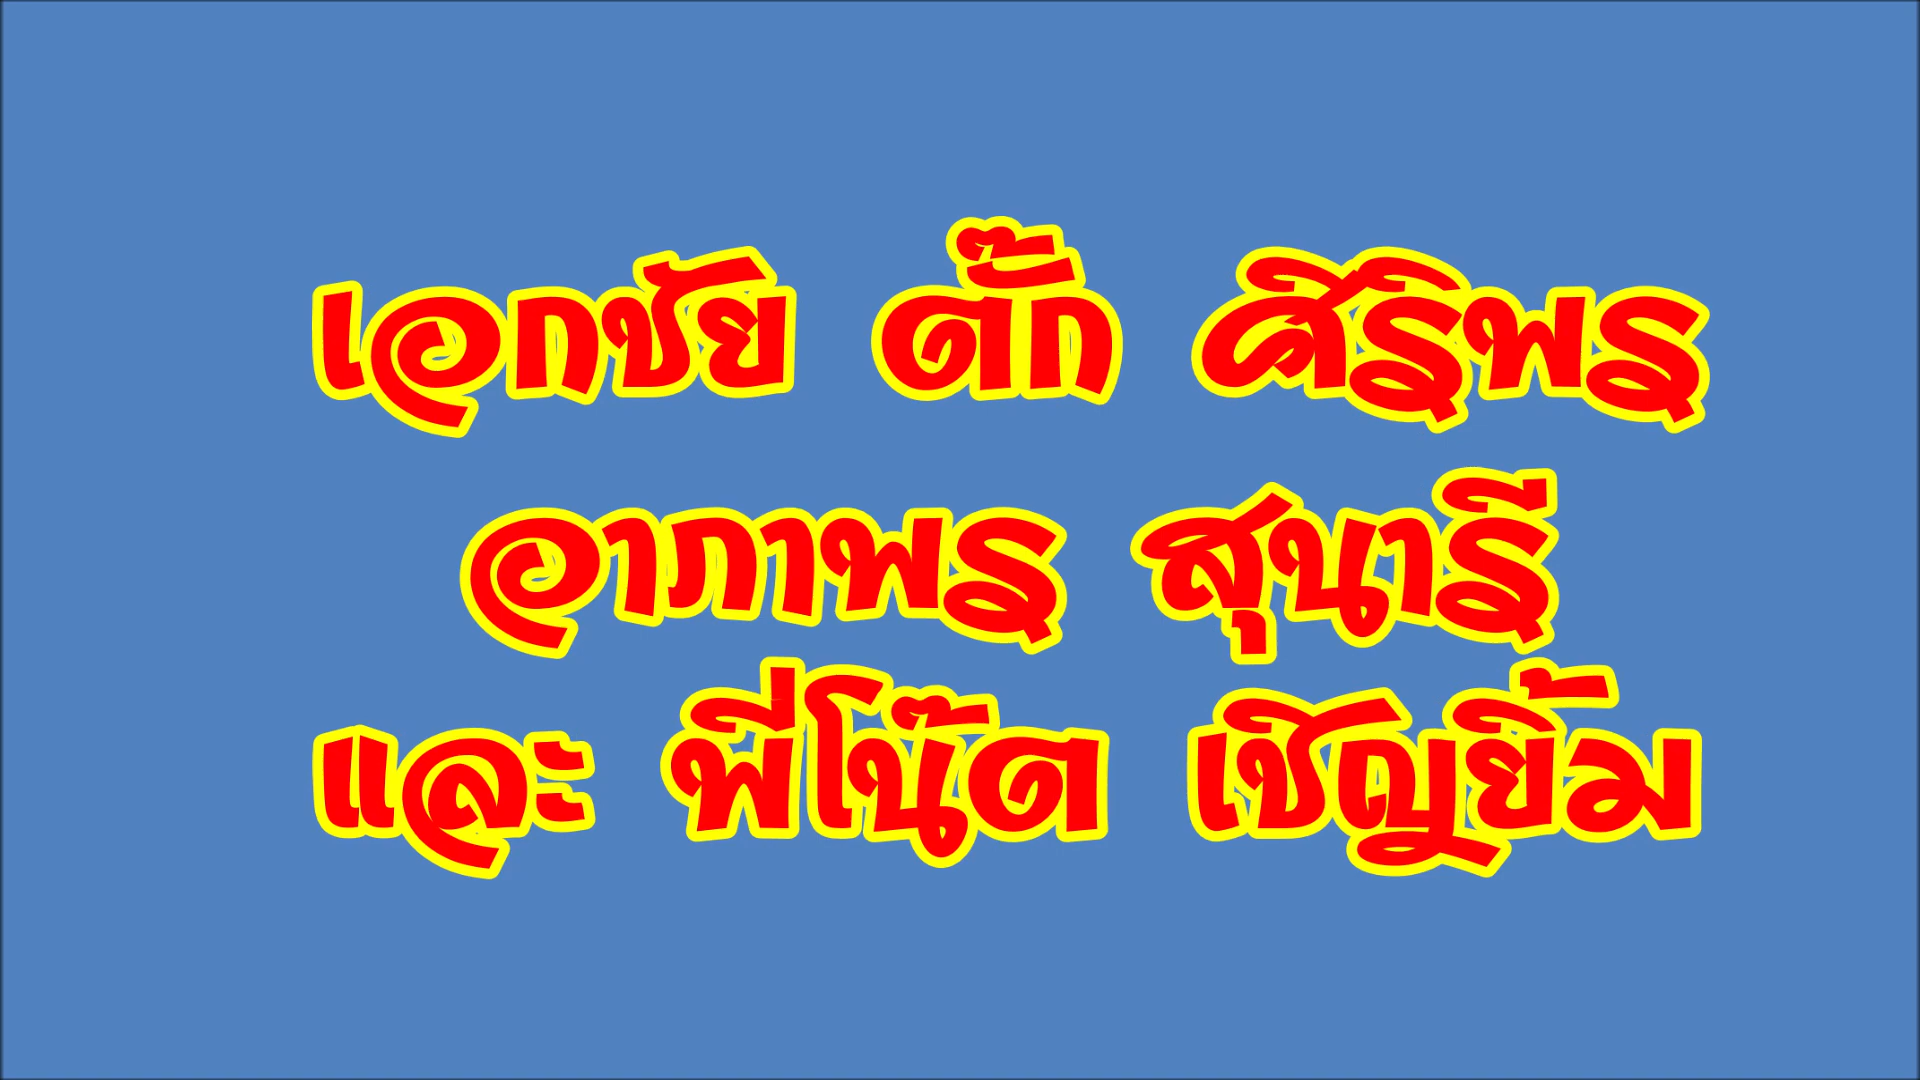 เอกชัย ตั๊ก ศิริพร
อาภาพร สุนารี
และ พี่โน๊ต เชิญยิ้ม